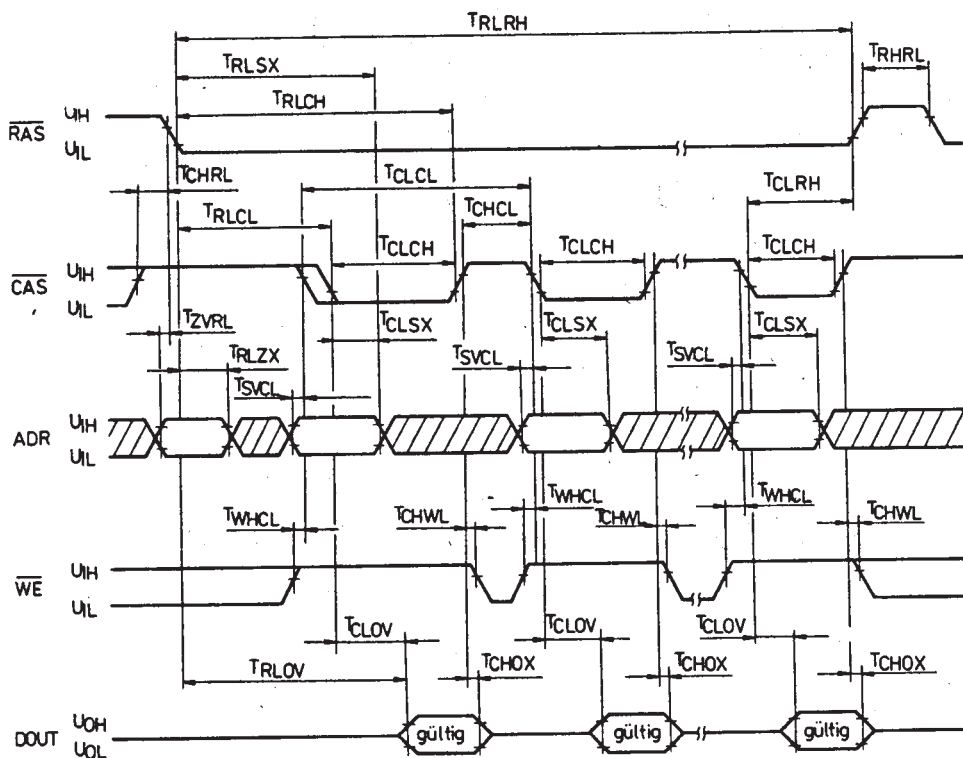 TRLRH
TRLSX
TRHRL
TRLCH
RAS UIH
UIL
TCHRL
TCLCL
TCLRH
TRLCL
TCHCL
TCLCH TCLCH TCLCH
CAS UIH
UIL
TZVRL
TCLSX TCLSX TCLSX
TRLZX
TSVCL TSVCL TSVCL
ADR UIH
UIL
TWHCL TCHWL TWHCL TCHWL TWHCL TCHWL
WE UIH
UIL
TCLOV TCLOV TCLOV
TRLOV TCHOX TCHOX TCHOX
DOUT UOH
UOL
gültig gültig gültig